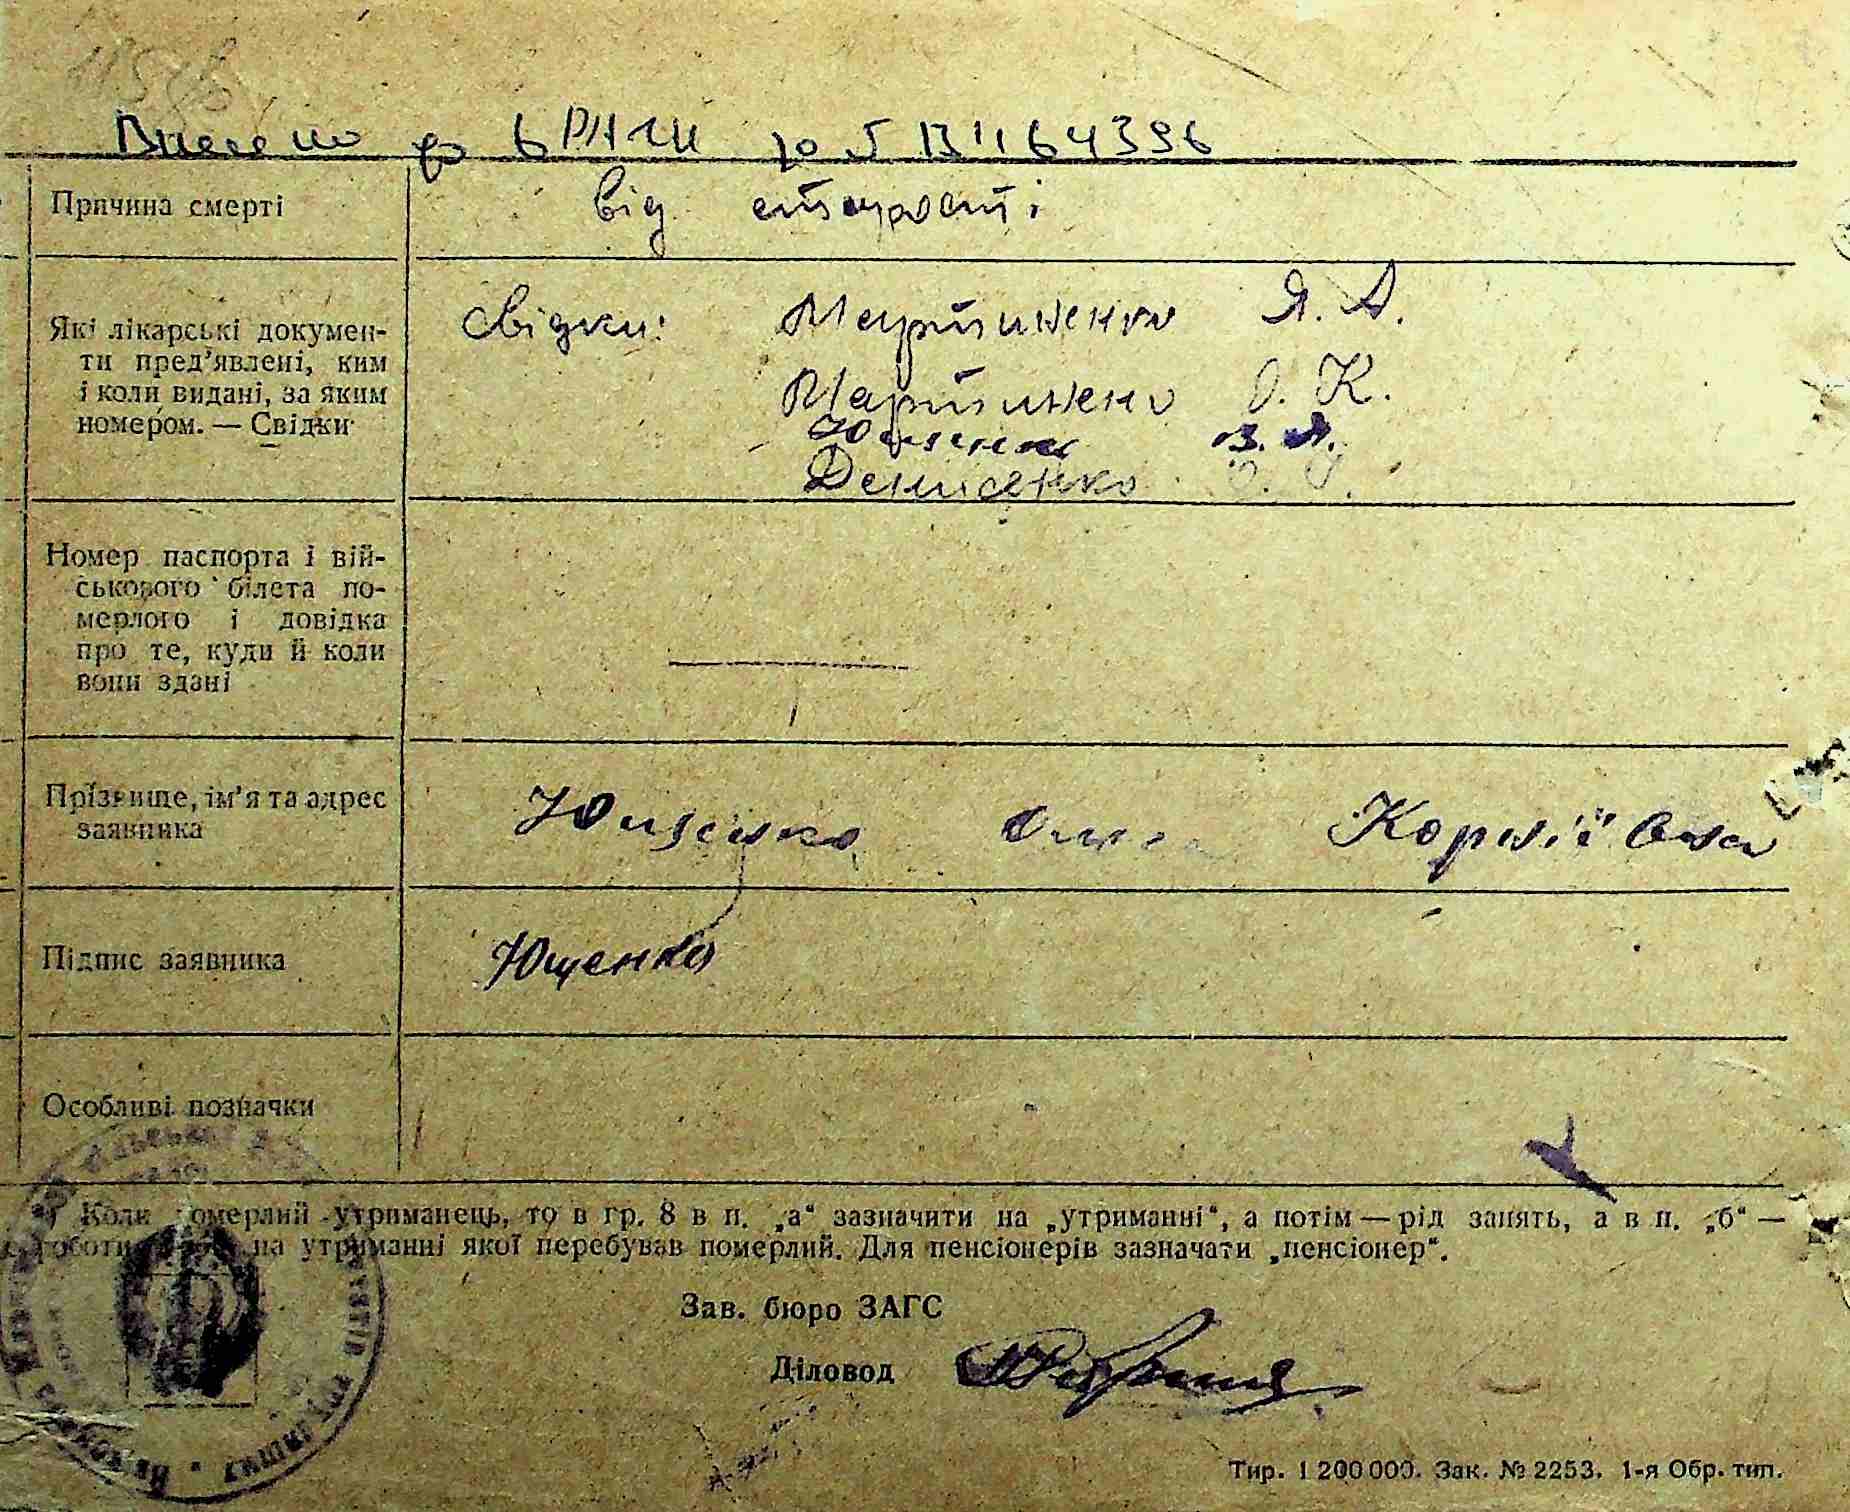 Внесено до
Причина смерті від старості
Які лікарські докумен-
ти пред'явлені, ким
і коли видані, за яким
номером. — Свідки
Свідки: Мартиненко Я. А.
Мартиненко О. К.
Ющенко В. Я.
Денисенко
Номер паспорта і вій-
ськового білета по-
мерлого і довідка
про те, куди й коли
вони здані
Прізвище, ім'я та адрес
заявника
Ющенко Ольга Корніївна
Підпис заявника Ющенко
Особливі позначки
Коли померлий утриманець, то в гр. 8 в п. „а“ зазначити на „утриманні“, а потім — рід занять, а в п. „б“ —
на утриманні якої перебував померлий. Для пенсіонерів зазначати „пенсіонер“.
Зав. бюро ЗАГС
Діловод
Тир. 1 200 000. Зак. № 2253. 1-я Обр. тип.